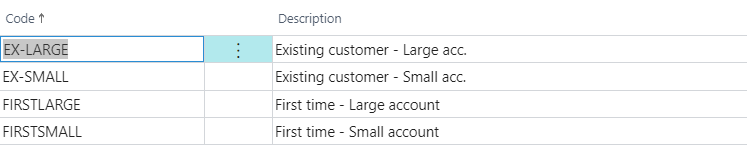 Code ↑ Description
EX-LARGE Existing customer - Large acc.
EX-SMALL Existing customer - Small acc.
FIRSTLARGE First time - Large account
FIRSTSMALL First time - Small account